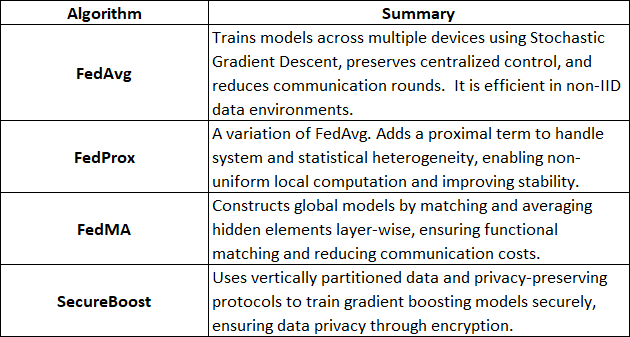 Algorithm Summary
FedAvg
Trains models across multiple devices using Stochastic
Gradient Descent, preserves centralized control, and
reduces communication rounds.  It is efficient in non-IID
data environments.
FedProx
A variation of FedAvg. Adds a proximal term to handle
system and statistical heterogeneity, enabling non-
uniform local computation and improving stability.
FedMA
Constructs global models by matching and averaging
hidden elements layer-wise, ensuring functional
matching and reducing communication costs.
SecureBoost
Uses vertically partitioned data and privacy-preserving
protocols to train gradient boosting models securely,
ensuring data privacy through encryption.